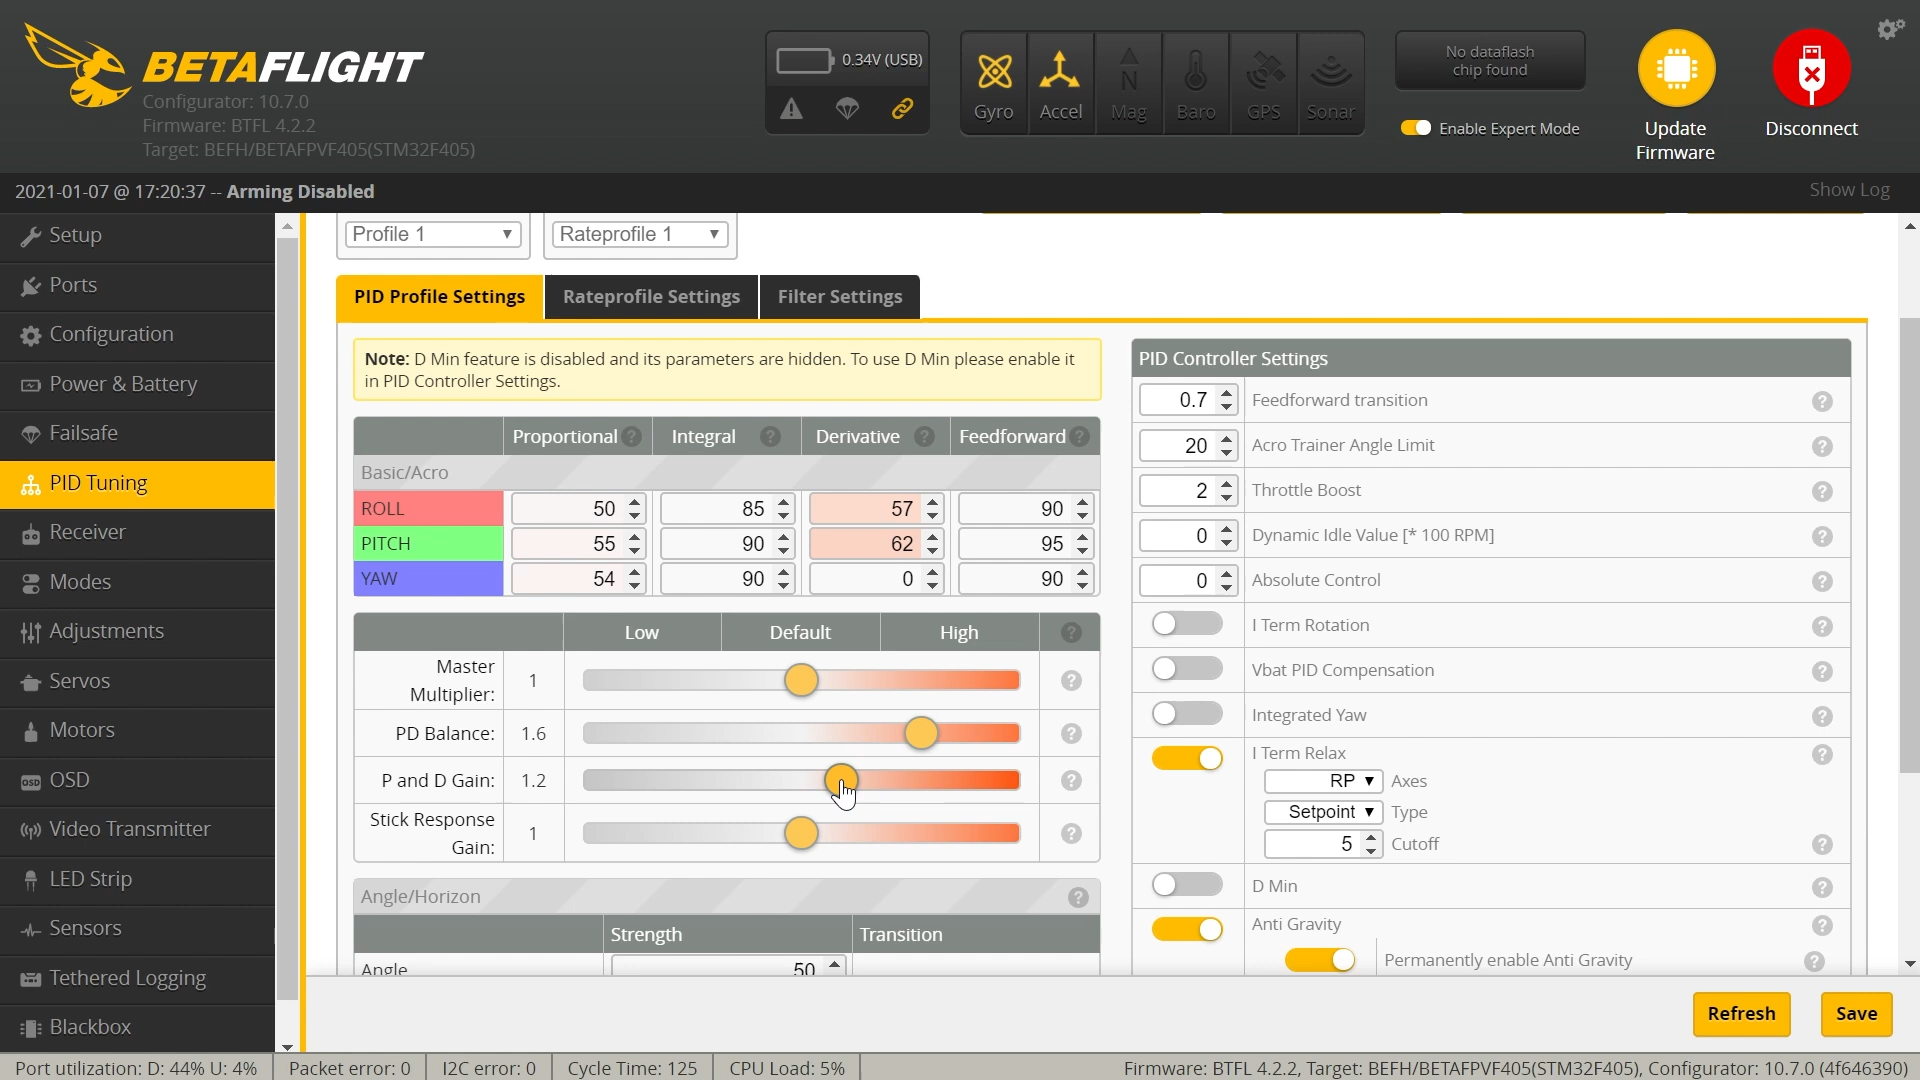 BETAFLIGHT
Configurator: 10.7.0
Firmware: BTFL 4.2.2
Target: BEFH/BETAFPVF405(STM32F405)
0.34V (USB)
Gyro
Accel
N
Mag
Baro
GPS
Sonar
No dataflash
chip found
Enable Expert Mode
Update
Firmware
Disconnect
2021-01-07 @ 17:20:37 -- Arming Disabled
Show Log
Setup
Ports
Configuration
Power & Battery
Failsafe
PID Tuning
Receiver
Modes
Adjustments
Servos
Motors
OSD
OSD
Video Transmitter
LED Strip
Sensors
Tethered Logging
Blackbox
Profile 1
Rateprofile 1
PID Profile Settings
Rateprofile Settings
Filter Settings
Note: D Min feature is disabled and its parameters are hidden. To use D Min please enable it
in PID Controller Settings.
Proportional ? Integral ? Derivative ? Feedforward ?
Basic/Acro
ROLL 50 85 57 90
PITCH 55 90 62 95
YAW 54 90 0 90
Low Default High ?
Master
Multiplier: 1 ?
PD Balance: 1.6 ?
P and D Gain: 1.2 ?
Stick Response
Gain: 1 ?
Angle/Horizon ?
Strength Transition
Angle 50
PID Controller Settings
0.7 Feedforward transition ?
20 Acro Trainer Angle Limit ?
2 Throttle Boost ?
0 Dynamic Idle Value [* 100 RPM] ?
0 Absolute Control ?
I Term Rotation ?
Vbat PID Compensation ?
Integrated Yaw ?
I Term Relax ?
RP Axes
Setpoint Type
5 Cutoff ?
D Min ?
Anti Gravity ?
Permanently enable Anti Gravity ?
Refresh
Save
Port utilization: D: 44% U: 4%
Packet error: 0
I2C error: 0
Cycle Time: 125
CPU Load: 5%
Firmware: BTFL 4.2.2, Target: BEFH/BETAFPVF405(STM32F405), Configurator: 10.7.0 (4f646390)